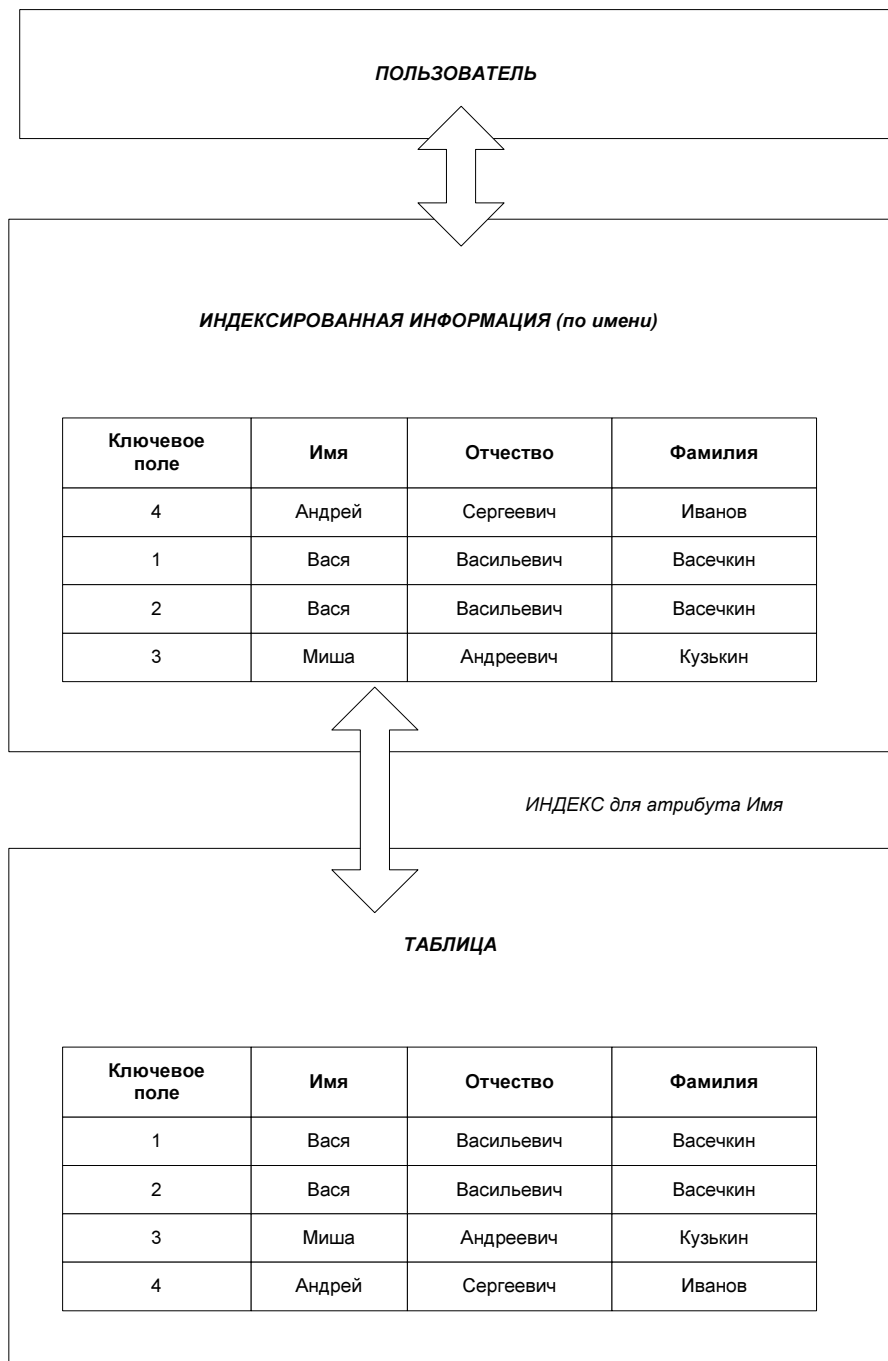 ПОЛЬЗОВАТЕЛЬ
ИНДЕКСИРОВАННАЯ ИНФОРМАЦИЯ (по имени)
Ключевое поле Имя Отчество Фамилия
4 Андрей Сергеевич Иванов
1 Вася Васильевич Васечкин
2 Вася Васильевич Васечкин
3 Миша Андреевич Кузькин
ИНДЕКС для атрибута Имя
ТАБЛИЦА
Ключевое поле Имя Отчество Фамилия
1 Вася Васильевич Васечкин
2 Вася Васильевич Васечкин
3 Миша Андреевич Кузькин
4 Андрей Сергеевич Иванов